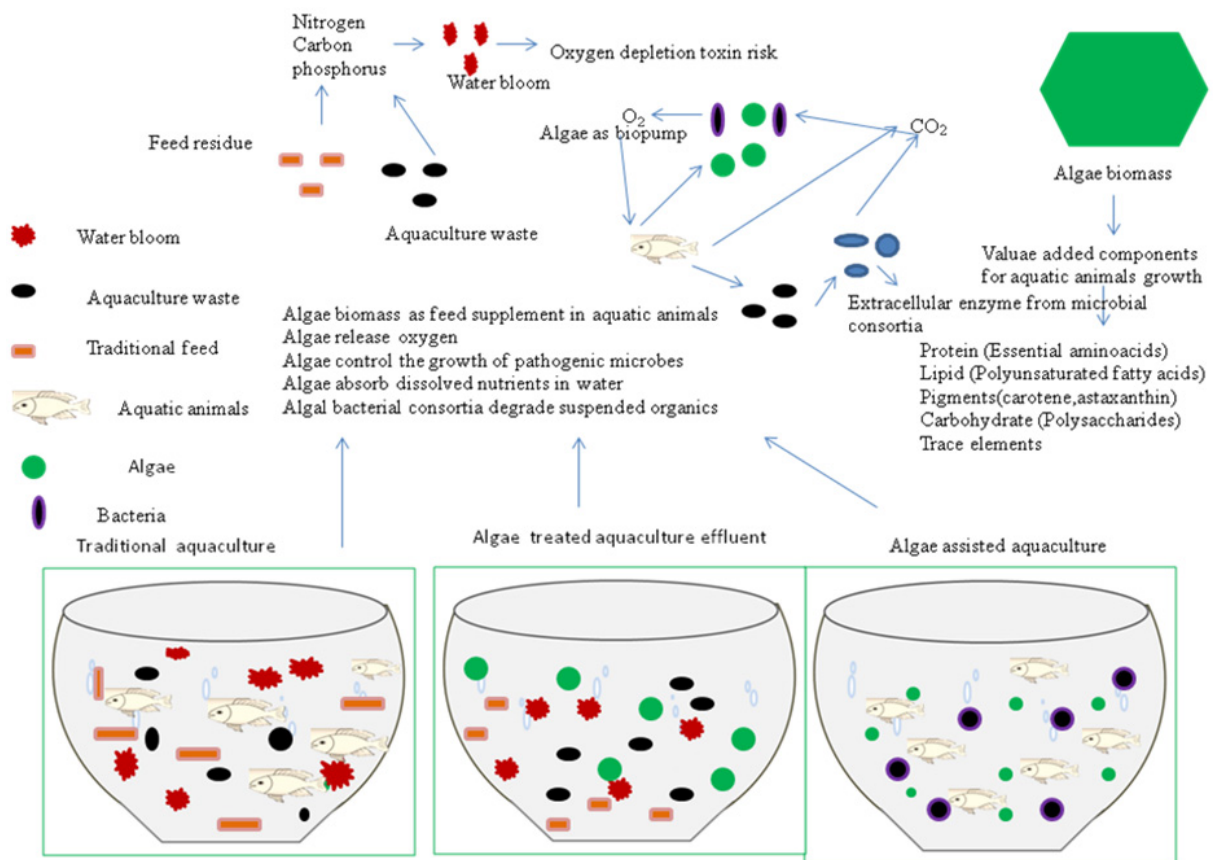 Nitrogen
Carbon
phosphorus
Water bloom
Oxygen depletion toxin risk
Feed residue
Aquaculture waste
O₂
Algae as biopump
CO₂
Algae biomass
Valuae added components
for aquatic animals growth
Extracellular enzyme from microbial
consortia
Protein (Essential aminoacids)
Lipid (Polyunsaturated fatty acids)
Pigments(carotene,astaxanthin)
Carbohydrate (Polysaccharides)
Trace elements
Water bloom
Aquaculture waste
Traditional feed
Aquatic animals
Algae
Bacteria
Algae biomass as feed supplement in aquatic animals
Algae release oxygen
Algae control the growth of pathogenic microbes
Algae absorb dissolved nutrients in water
Algal bacterial consortia degrade suspended organics
Traditional aquaculture
Algae treated aquaculture effluent
Algae assisted aquaculture